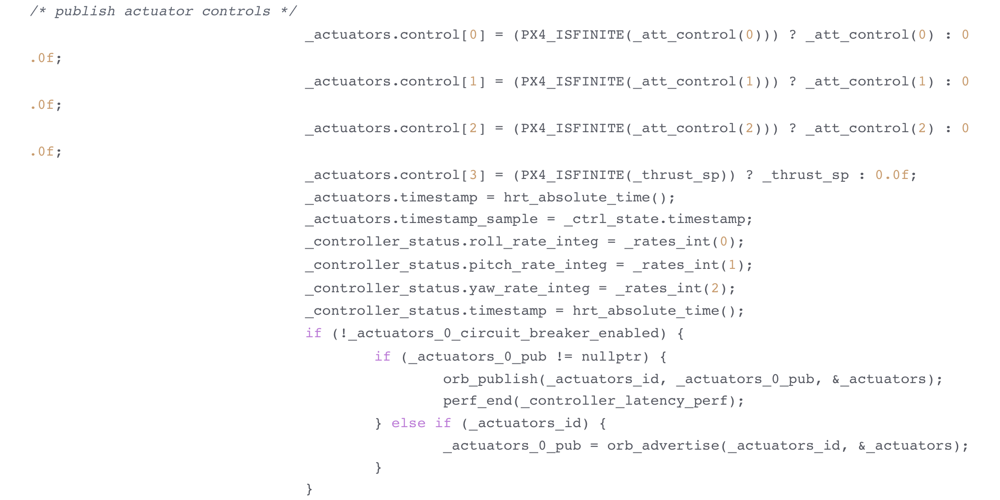 /* publish actuator controls */
_actuators.control[0] = (PX4_ISFINITE(_att_control(0))) ? _att_control(0) : 0
.0f;
_actuators.control[1] = (PX4_ISFINITE(_att_control(1))) ? _att_control(1) : 0
.0f;
_actuators.control[2] = (PX4_ISFINITE(_att_control(2))) ? _att_control(2) : 0
.0f;
_actuators.control[3] = (PX4_ISFINITE(_thrust_sp)) ? _thrust_sp : 0.0f;
_actuators.timestamp = hrt_absolute_time();
_actuators.timestamp_sample = _ctrl_state.timestamp;
_controller_status.roll_rate_integ = _rates_int(0);
_controller_status.pitch_rate_integ = _rates_int(1);
_controller_status.yaw_rate_integ = _rates_int(2);
_controller_status.timestamp = hrt_absolute_time();
if (!_actuators_0_circuit_breaker_enabled) {
if (_actuators_0_pub != nullptr) {
orb_publish(_actuators_id, _actuators_0_pub, &_actuators);
perf_end(_controller_latency_perf);
} else if (_actuators_id) {
_actuators_0_pub = orb_advertise(_actuators_id, &_actuators);
}
}